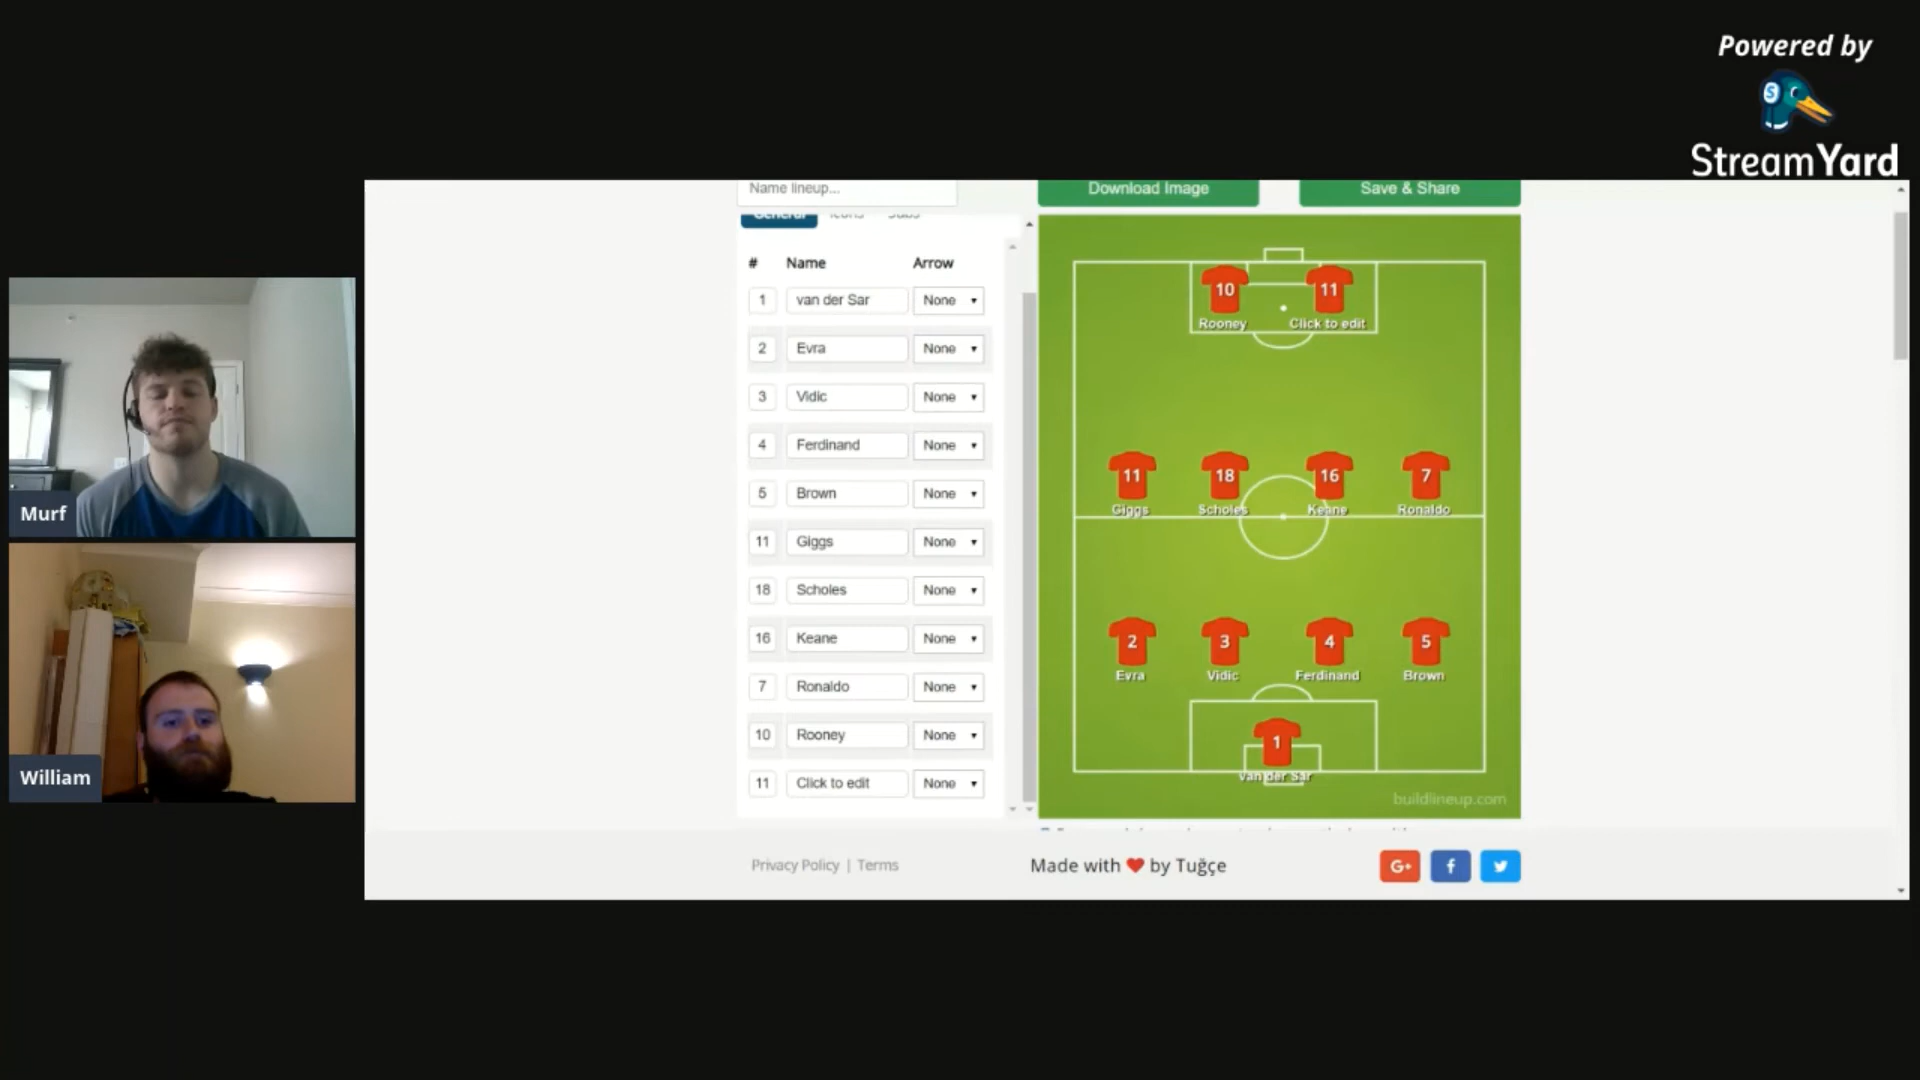 Powered by
StreamYard
Name lineup...
Download Image
Save & Share
General Icons Subs
# Name Arrow
1 van der Sar None
2 Evra None
3 Vidic None
4 Ferdinand None
5 Brown None
11 Giggs None
18 Scholes None
16 Keane None
7 Ronaldo None
10 Rooney None
11 Click to edit None
10 11
Rooney Click to edit
11 18 16 7
Giggs Scholes Keane Ronaldo
2 3 4 5
Evra Vidic Ferdinand Brown
1
van der Sar
buildlineup.com
Murf
William
Privacy Policy | Terms
Made with ❤ by Tuğçe
G+ f